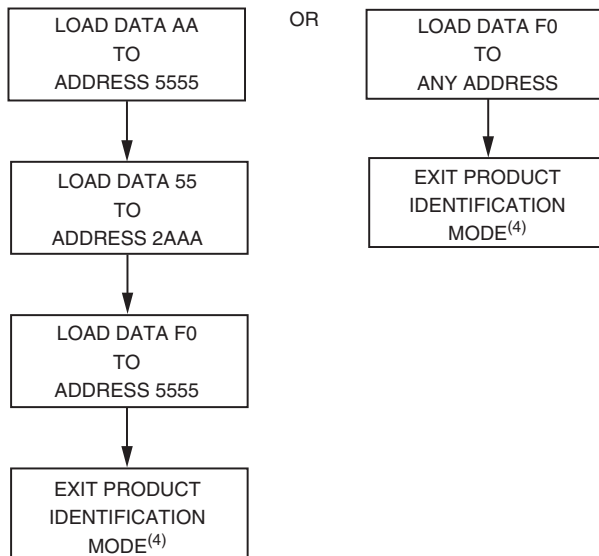 LOAD DATA AA
TO
ADDRESS 5555
LOAD DATA 55
TO
ADDRESS 2AAA
LOAD DATA F0
TO
ADDRESS 5555
EXIT PRODUCT
IDENTIFICATION
MODE(4)
OR
LOAD DATA F0
TO
ANY ADDRESS
EXIT PRODUCT
IDENTIFICATION
MODE(4)